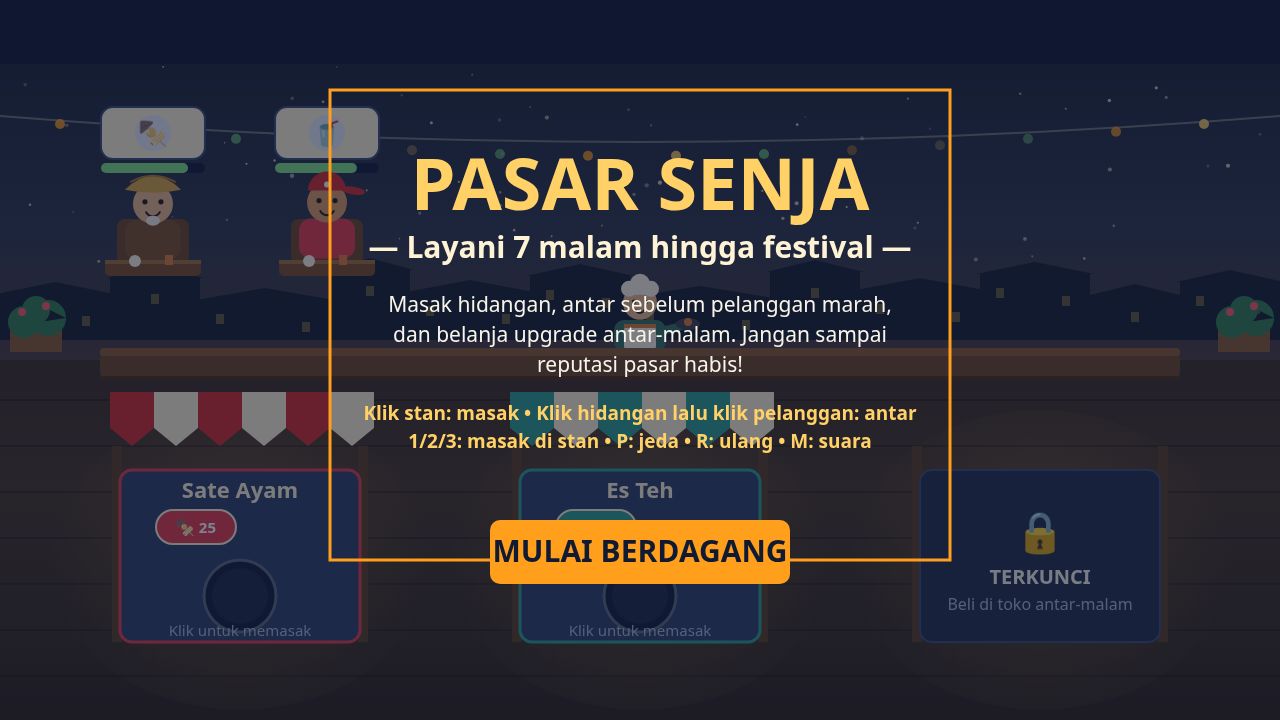 PASAR SENJA
— Layani 7 malam hingga festival —
Masak hidangan, antar sebelum pelanggan marah,
dan belanja upgrade antar-malam. Jangan sampai
reputasi pasar habis!
Klik stan: masak • Klik hidangan lalu klik pelanggan: antar
1/2/3: masak di stan • P: jeda • R: ulang • M: suara
Sate Ayam
25
Klik untuk memasak
Es Teh
Klik untuk memasak
TERKUNCI
Beli di toko antar-malam
MULAI BERDAGANG